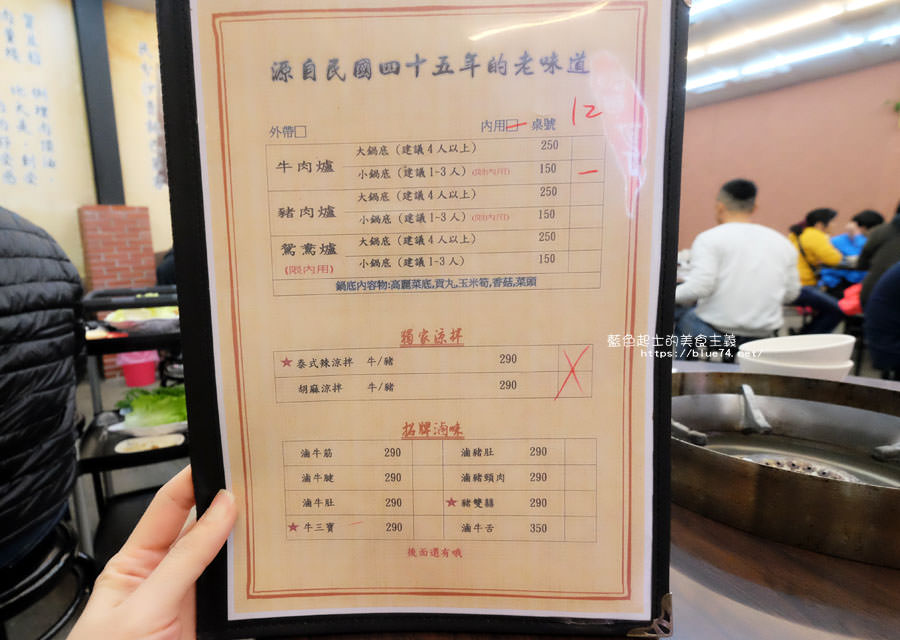 源自民國四十五年的老味道
外帶□ 內用□ 桌號 12
牛肉爐 大鍋底 (建議4人以上) 250
小鍋底 (建議1-3人) (限內用) 150
豬肉爐 大鍋底 (建議4人以上) 250
小鍋底 (建議1-3人) (限內用) 150
鴛鴦爐 大鍋底 (建議4人以上) 250
(限內用) 小鍋底 (建議1-3人) 150
鍋底內容物:高麗菜底,貢丸,玉米筍,香菇,菜頭
獨家涼拌
★泰式辣涼拌 牛/豬 290
胡麻涼拌 牛/豬 290
招牌滷味
滷牛筋 290 滷豬肚 290
滷牛腱 290 滷豬頸肉 290
滷牛肚 290 ★豬雙囍 290
★牛三寶 290 滷牛舌 350
後面還有哦
藍色起士的美食主義
https://blue74.net/